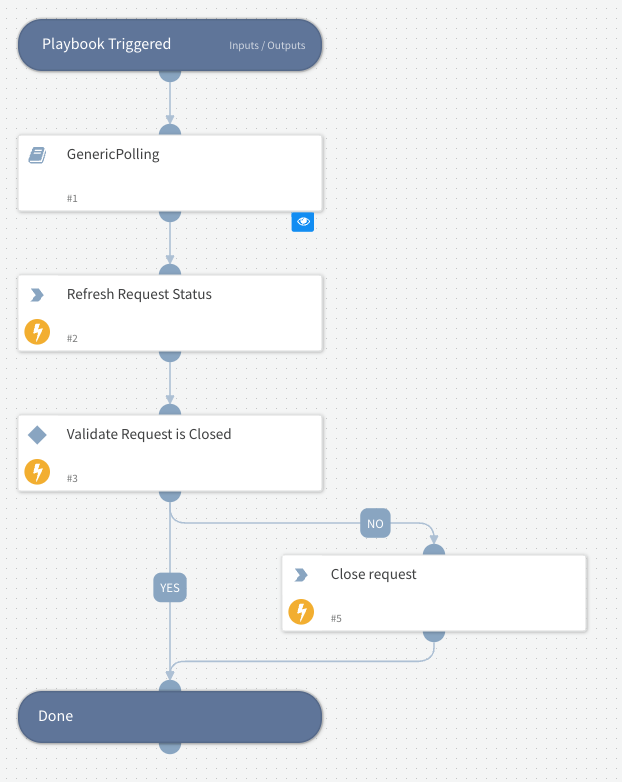 Playbook Triggered
Inputs / Outputs
GenericPolling
#1
Refresh Request Status
#2
Validate Request is Closed
#3
NO
Close request
#5
YES
Done